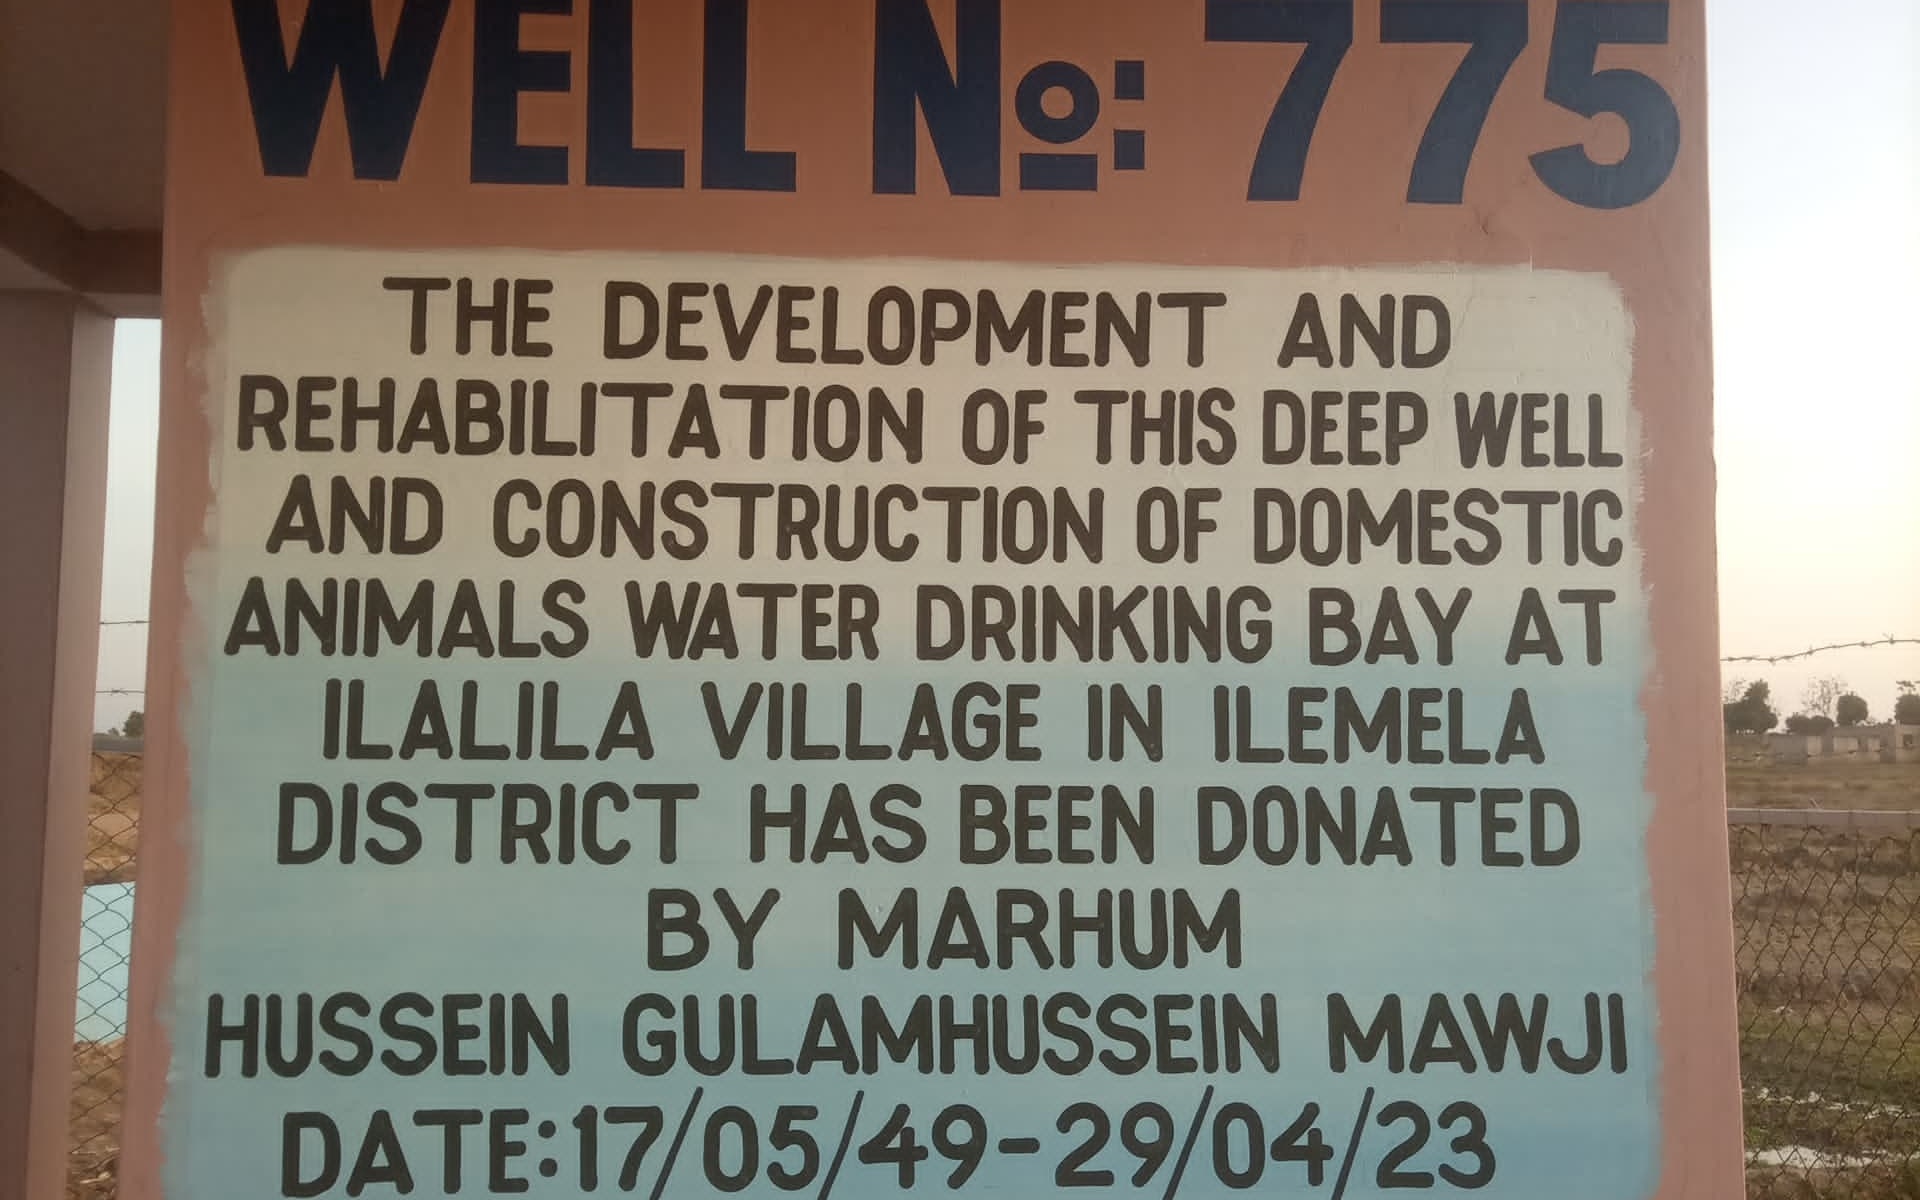 WELL Nº: 775
THE DEVELOPMENT AND
REHABILITATION OF THIS DEEP WELL
AND CONSTRUCTION OF DOMESTIC
ANIMALS WATER DRINKING BAY AT
ILALILA VILLAGE IN ILEMELA
DISTRICT HAS BEEN DONATED
BY MARHUM
HUSSEIN GULAMHUSSEIN MAWJI
DATE:17/05/49-29/04/23